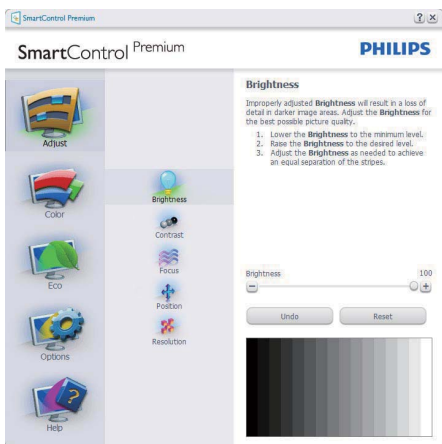 SmartControl Premium
? x
SmartControl Premium
PHILIPS
Adjust
Color
Eco
Options
Help
Brightness
Contrast
Focus
Position
Resolution
Brightness
Improperly adjusted Brightness will result in a loss of
detail in darker image areas. Adjust the Brightness for
the best possible picture quality.
1. Lower the Brightness to the minimum level.
2. Rase the Brightness to the desired level.
3. Adjust the Brightness as needed to achieve
an equal separation of the stripes.
Brightness 100
Undo Reset